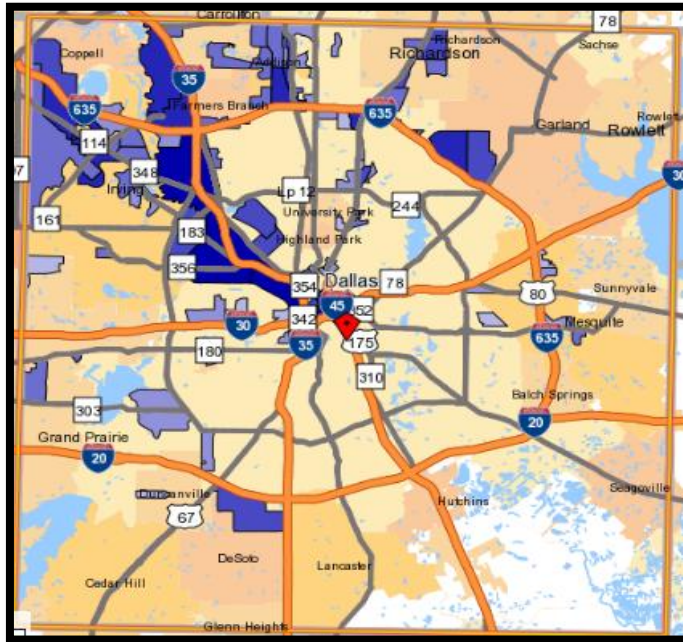 Carrollton
78
Richardson
Coppell
Sachse
Addison
Richardson
35
635
Farmers Branch
635
Garland
Rowlett
Rowlett
114
348
30
Irving
Lp 12
244
University Park
161
183
Highland Park
356
Dallas
78
354
45
80
Sunnyvale
342
352
30
Mesquite
175
635
35
180
310
Balch Springs
303
20
Grand Prairie
20
Seagoville
Duncanville
Hutchins
67
DeSoto
Lancaster
Cedar Hill
Glenn Heights